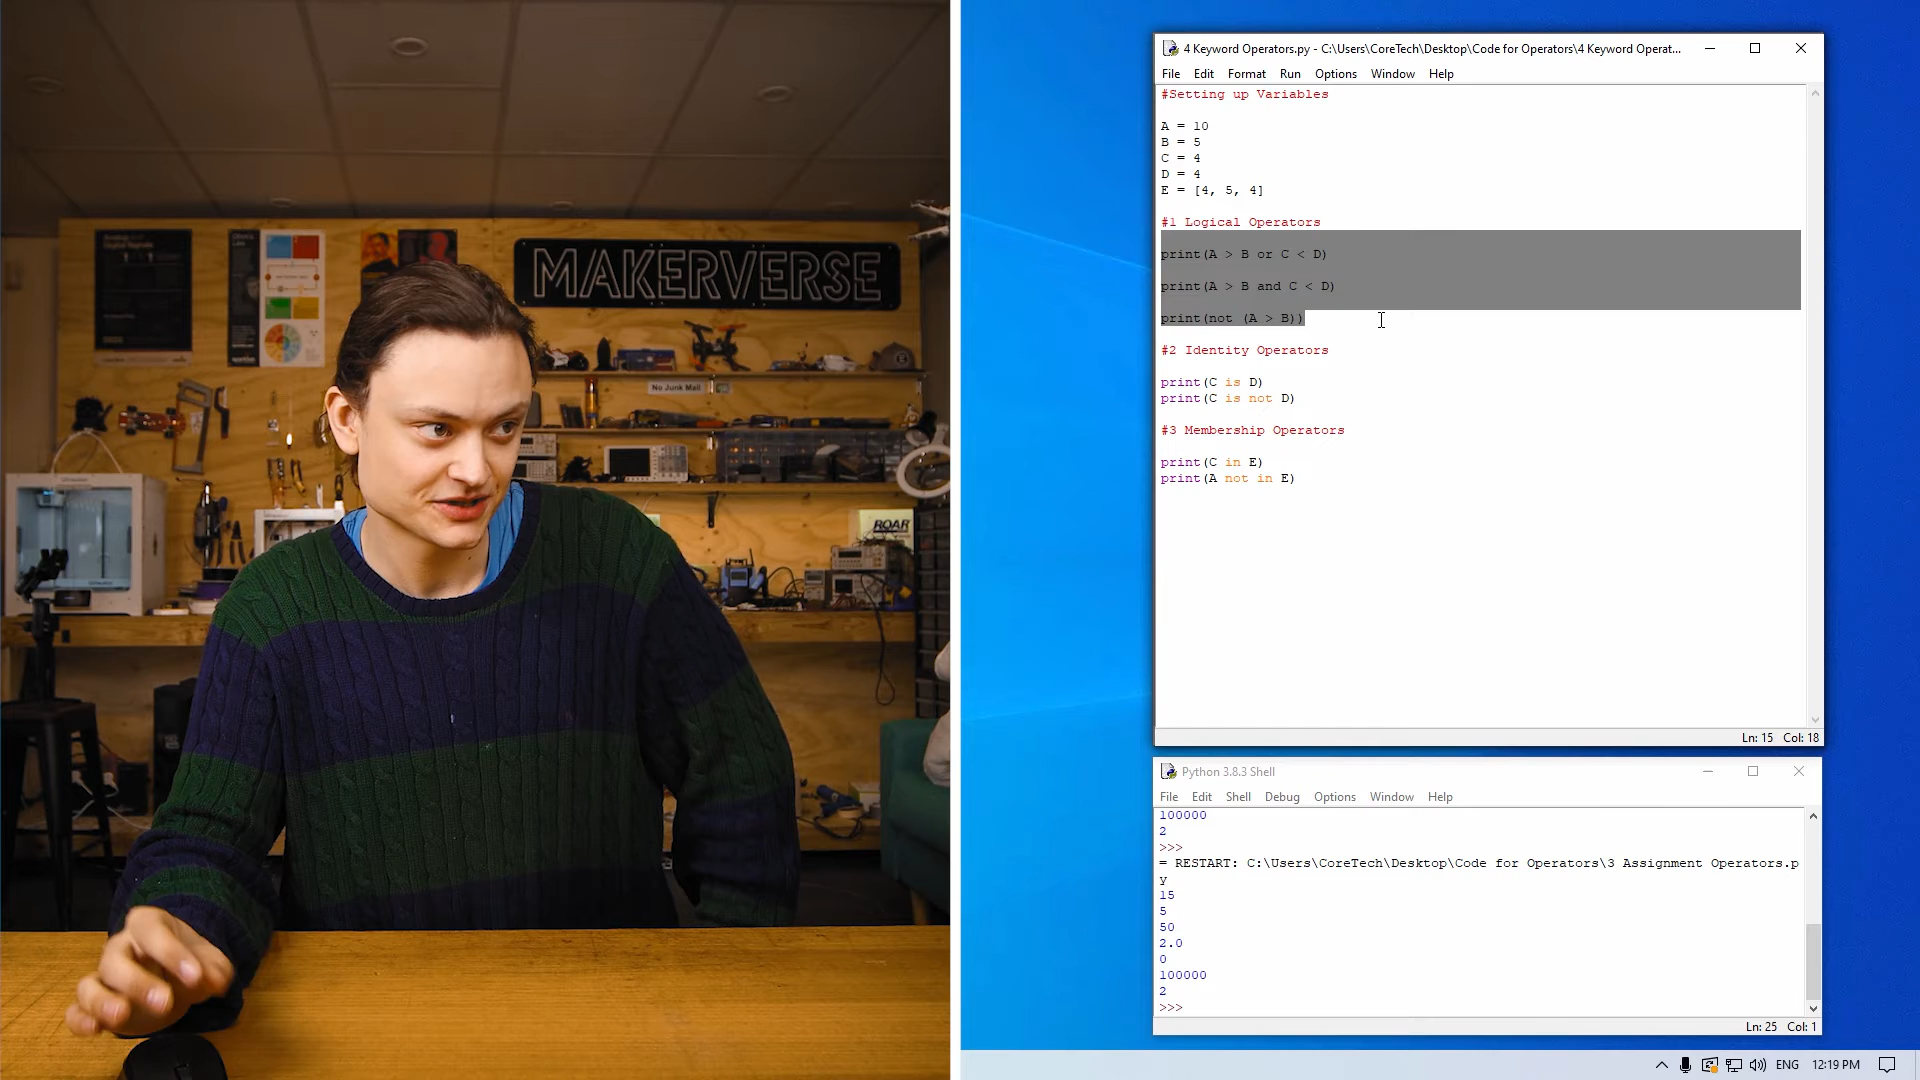 MAKERVERSE
No Junk Mail
ROAR
4 Keyword Operators.py - C:\Users\CoreTech\Desktop\Code for Operators\4 Keyword Operat...
File Edit Format Run Options Window Help
#Setting up Variables
A = 10
B = 5
C = 4
D = 4
E = [4, 5, 4]
#1 Logical Operators
print(A > B or C < D)
print(A > B and C < D)
print(not (A > B))
#2 Identity Operators
print(C is D)
print(C is not D)
#3 Membership Operators
print(C in E)
print(A not in E)
Ln: 15 Col: 18
Python 3.8.3 Shell
File Edit Shell Debug Options Window Help
100000
2
>>>
= RESTART: C:\Users\CoreTech\Desktop\Code for Operators\3 Assignment Operators.p
y
15
5
50
2.0
0
100000
2
>>>
Ln: 25 Col: 1
ENG 12:19 PM